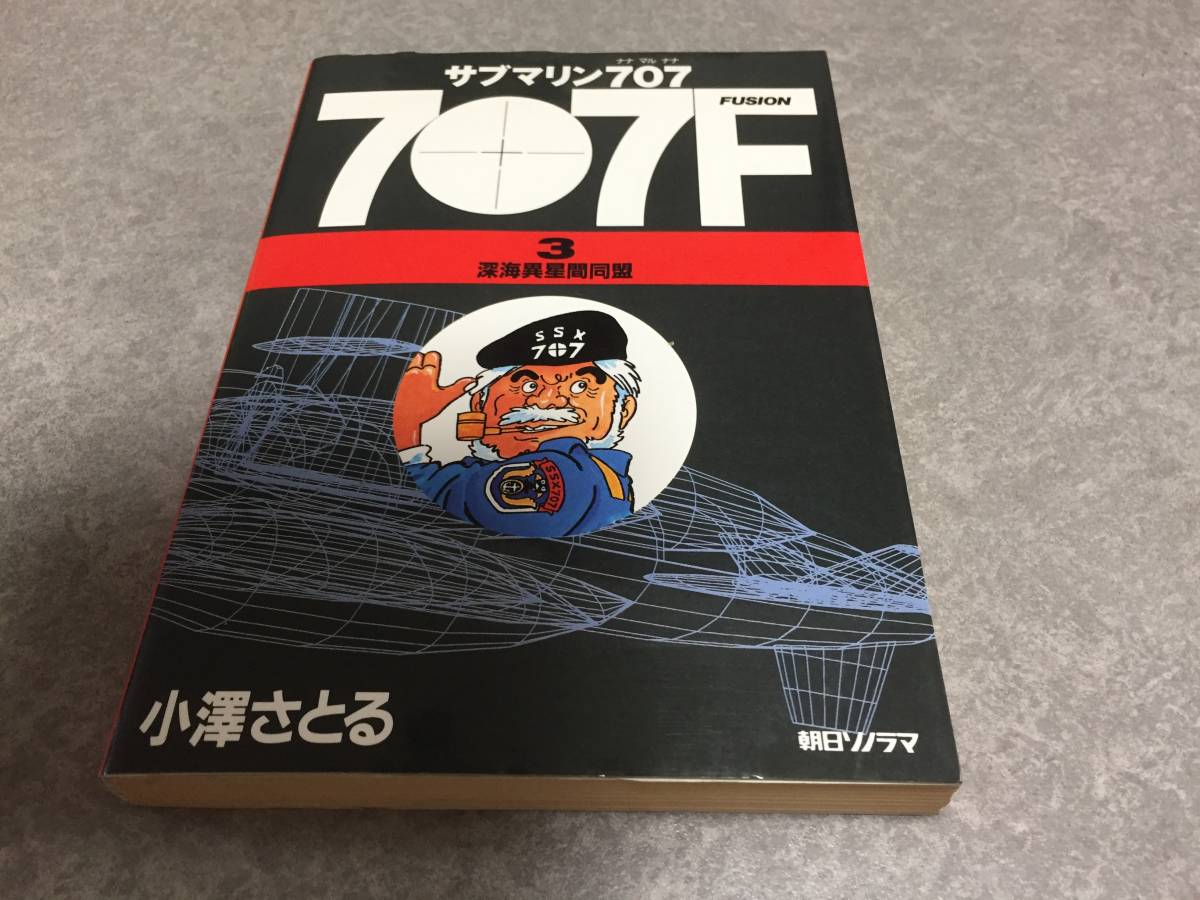 ナナ マル ナナ
サブマリン707
707F
FUSION
3
深海異星間同盟
SSX
707
SSX707
小澤さとる
朝日ソノラマ